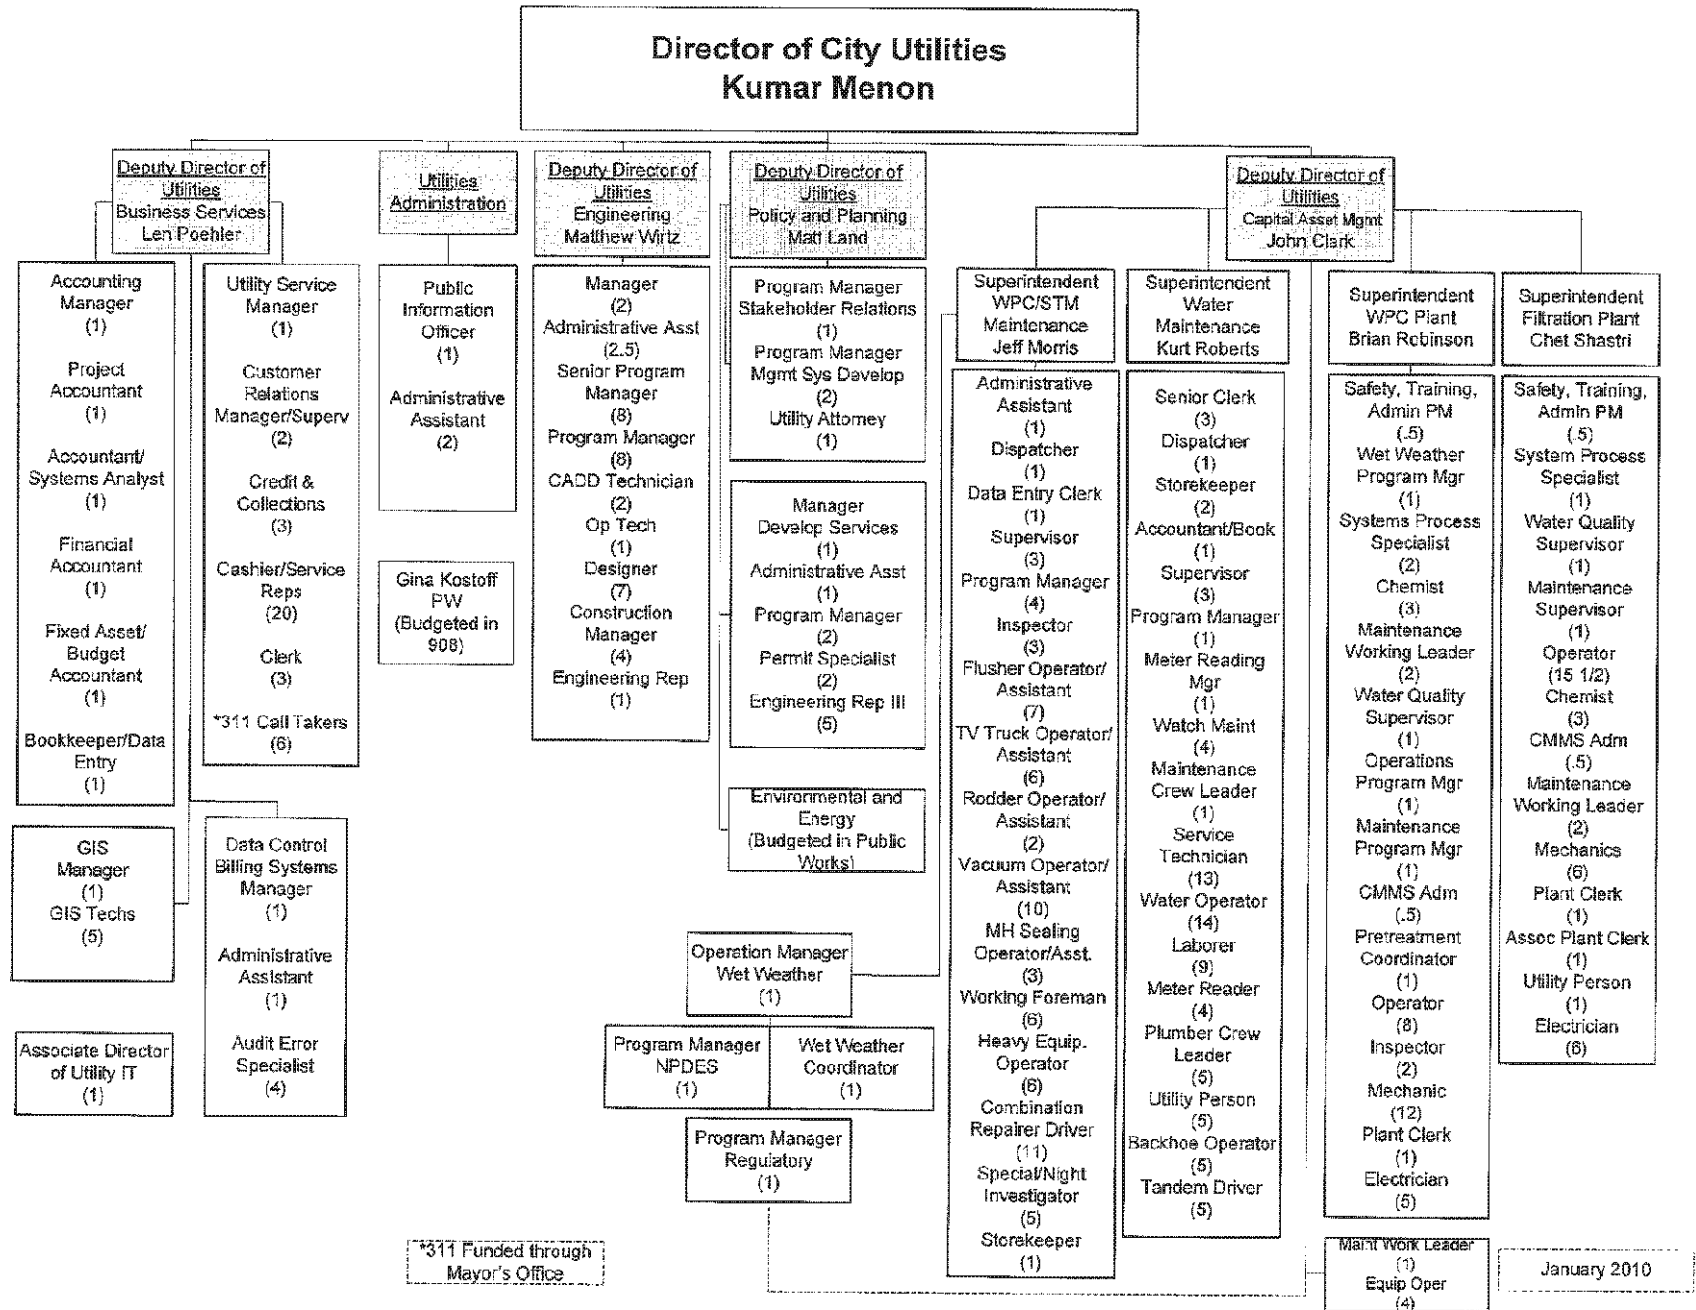 Director of City Utilities
Kumar Menon
Deputy Director of
Utilities
Business Services
Len Poehler
Utilities
Administration
Deputy Director of
Utilities
Engineering
Matthew Wirtz
Deputy Director of
Utilities
Policy and Planning
Matt Land
Deputy Director of
Utilities
Capital Asset Mgmt
John Clark
Accounting
Manager
(1)
Project
Accountant
(1)
Accountant/
Systems Analyst
(1)
Financial
Accountant
(1)
Fixed Asset/
Budget
Accountant
(1)
Bookkeeper/Data
Entry
(1)
GIS
Manager
(1)
GIS Techs
(5)
Associate Director
of Utility IT
(1)
Utility Service
Manager
(1)
Customer
Relations
Manager/Superv
(2)
Credit &
Collections
(3)
Cashier/Service
Reps
(20)
Clerk
(3)
*311 Call Takers
(6)
Data Control
Billing Systems
Manager
(1)
Administrative
Assistant
(1)
Audit Error
Specialist
(4)
Public
Information
Officer
(1)
Administrative
Assistant
(2)
Gina Kostoff
PW
(Budgeted in
908)
Manager
(2)
Administrative Asst
(2.5)
Senior Program
Manager
(8)
Program Manager
(8)
CADD Technician
(2)
Op Tech
(1)
Designer
(7)
Construction
Manager
(4)
Engineering Rep
(1)
Program Manager
Stakeholder Relations
(1)
Program Manager
Mgmt Sys Develop
(2)
Utility Attorney
(1)
Manager
Develop Services
(1)
Administrative Asst
(1)
Program Manager
(2)
Permit Specialist
(2)
Engineering Rep III
(5)
Environmental and
Energy
(Budgeted in Public
Works)
Operation Manager
Wet Weather
(1)
Program Manager
NPDES
(1)
Wet Weather
Coordinator
(1)
Program Manager
Regulatory
(1)
Superintendent
WPC/STM
Maintenance
Jeff Morris
Administrative
Assistant
(1)
Dispatcher
(1)
Data Entry Clerk
(1)
Supervisor
(3)
Program Manager
(4)
Inspector
(3)
Flusher Operator/
Assistant
(7)
TV Truck Operator/
Assistant
(6)
Rodder Operator/
Assistant
(2)
Vacuum Operator/
Assistant
(10)
MH Sealing
Operator/Asst.
(3)
Working Foreman
(6)
Heavy Equip.
Operator
(6)
Combination
Repairer Driver
(11)
Special/Night
Investigator
(5)
Storekeeper
(1)
Superintendent
Water
Maintenance
Kurt Roberts
Senior Clerk
(3)
Dispatcher
(1)
Storekeeper
(2)
Accountant/Book
(1)
Supervisor
(3)
Program Manager
(1)
Meter Reading
Mgr
(1)
Watch Maint
(4)
Maintenance
Crew Leader
(1)
Service
Technician
(13)
Water Operator
(14)
Laborer
(9)
Meter Reader
(4)
Plumber Crew
Leader
(5)
Utility Person
(5)
Backhoe Operator
(5)
Tandem Driver
(5)
Superintendent
WPC Plant
Brian Robinson
Safety, Training,
Admin PM
(.5)
Wet Weather
Program Mgr
(1)
Systems Process
Specialist
(2)
Chemist
(3)
Maintenance
Working Leader
(2)
Water Quality
Supervisor
(1)
Operations
Program Mgr
(1)
Maintenance
Program Mgr
(1)
CMMS Adm
(.5)
Pretreatment
Coordinator
(1)
Operator
(8)
Inspector
(2)
Mechanic
(12)
Plant Clerk
(1)
Electrician
(5)
Superintendent
Filtration Plant
Chet Shastri
Safety, Training,
Admin PM
(.5)
System Process
Specialist
(1)
Water Quality
Supervisor
(1)
Maintenance
Supervisor
(1)
Operator
(15 1/2)
Chemist
(3)
CMMS Adm
(.5)
Maintenance
Working Leader
(2)
Mechanics
(6)
Plant Clerk
(1)
Assoc Plant Clerk
(1)
Utility Person
(1)
Electrician
(6)
Maint Work Leader
(1)
Equip Oper
(4)
*311 Funded through
Mayor's Office
January 2010